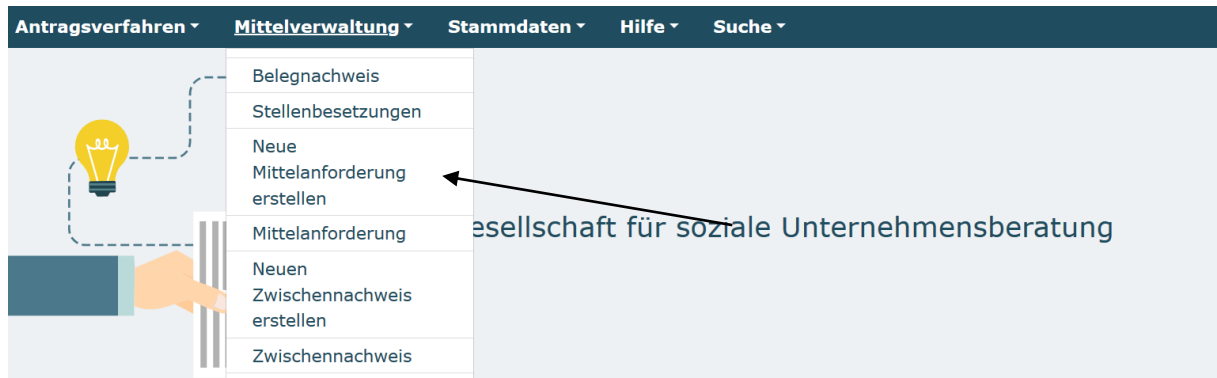 Antragsverfahren Mittelverwaltung Stammdaten Hilfe Suche
Belegnachweis
Stellenbesetzungen
Neue
Mittelanforderung
erstellen
Mittelanforderung
esellschaft für soziale Unternehmensberatung
Neuen
Zwischennachweis
erstellen
Zwischennachweis